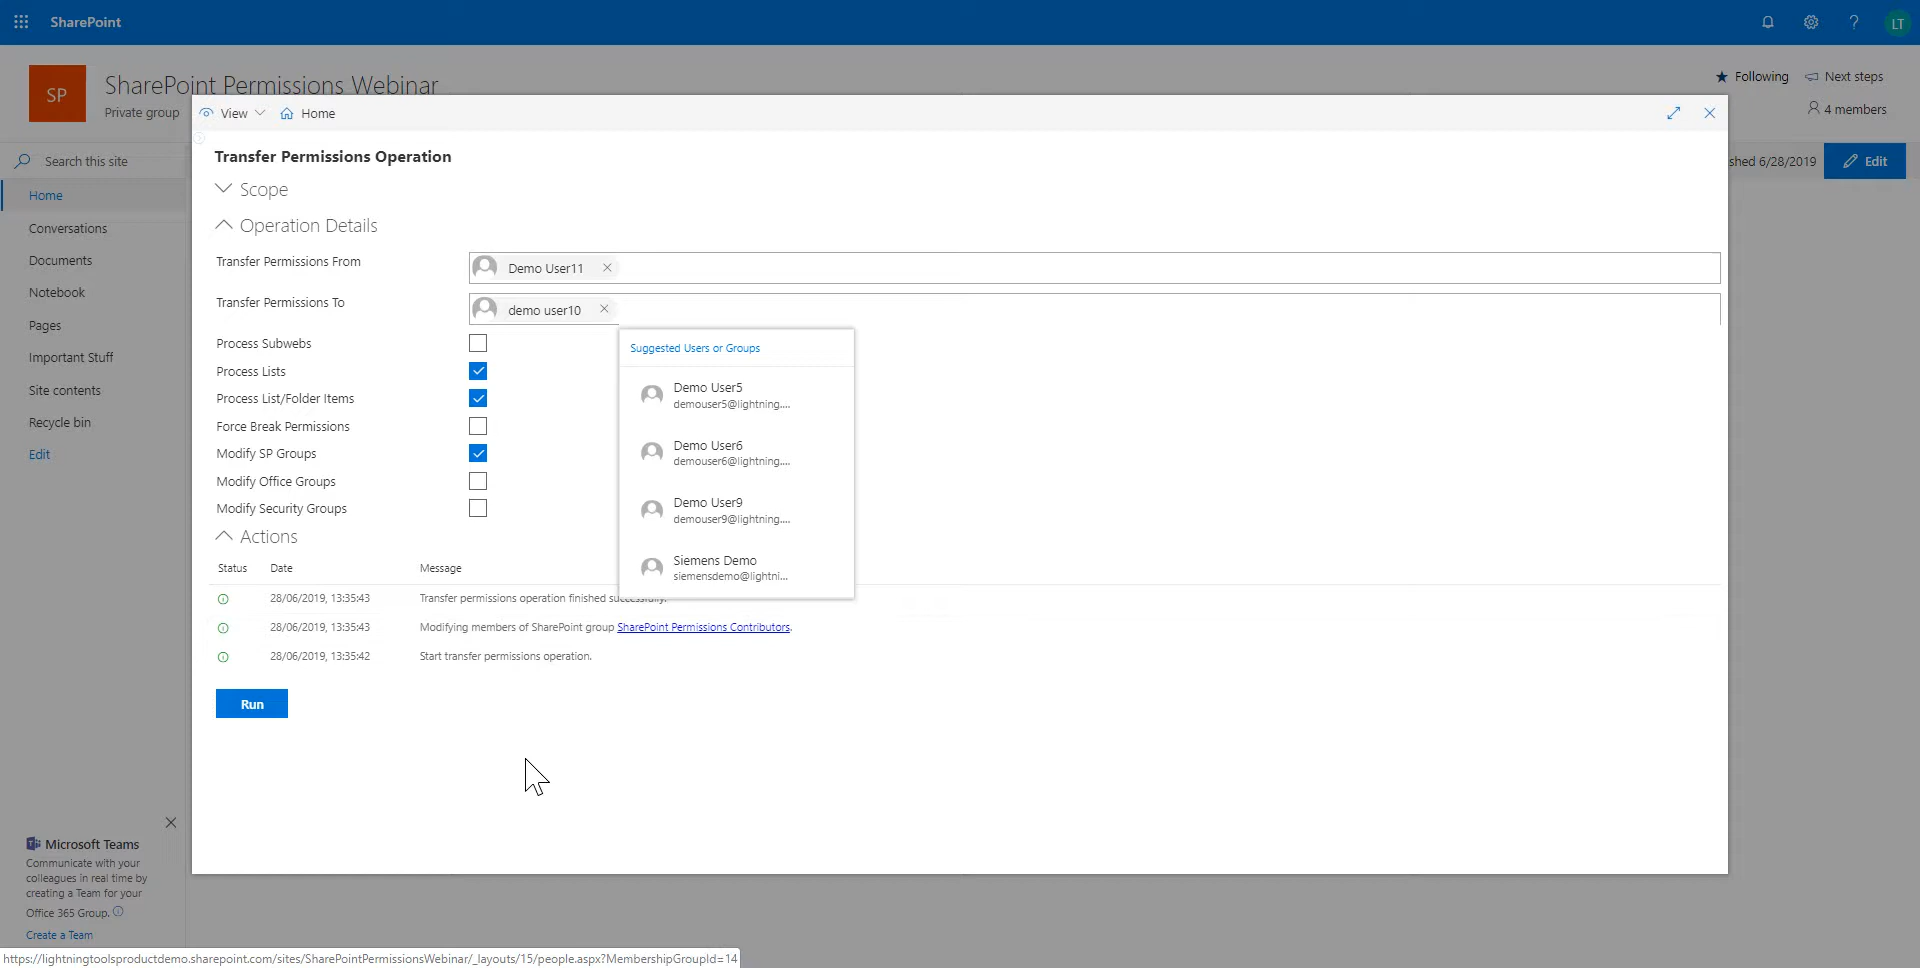 SharePoint
LT
SP
SharePoint Permissions Webinar
Private group
Following
Next steps
4 members
View
Home
Search this site
shed 6/28/2019
Edit
Home
Conversations
Documents
Notebook
Pages
Important Stuff
Site contents
Recycle bin
Edit
Transfer Permissions Operation
Scope
Operation Details
Transfer Permissions From
Demo User11
Transfer Permissions To
demo user10
Process Subwebs
Process Lists
Process List/Folder Items
Force Break Permissions
Modify SP Groups
Modify Office Groups
Modify Security Groups
Suggested Users or Groups
Demo User5
demouser5@lightning....
Demo User6
demouser6@lightning....
Demo User9
demouser9@lightning....
Siemens Demo
siemensdemo@lightni...
Actions
Status Date Message
28/06/2019, 13:35:43 Transfer permissions operation finished successfully.
28/06/2019, 13:35:43 Modifying members of SharePoint group SharePoint Permissions Contributors.
28/06/2019, 13:35:42 Start transfer permissions operation.
Run
Microsoft Teams
Communicate with your
colleagues in real time by
creating a Team for your
Office 365 Group.
Create a Team
https://lightningtoolsproductdemo.sharepoint.com/sites/SharePointPermissionsWebinar/_layouts/15/people.aspx?MembershipGroupId=14